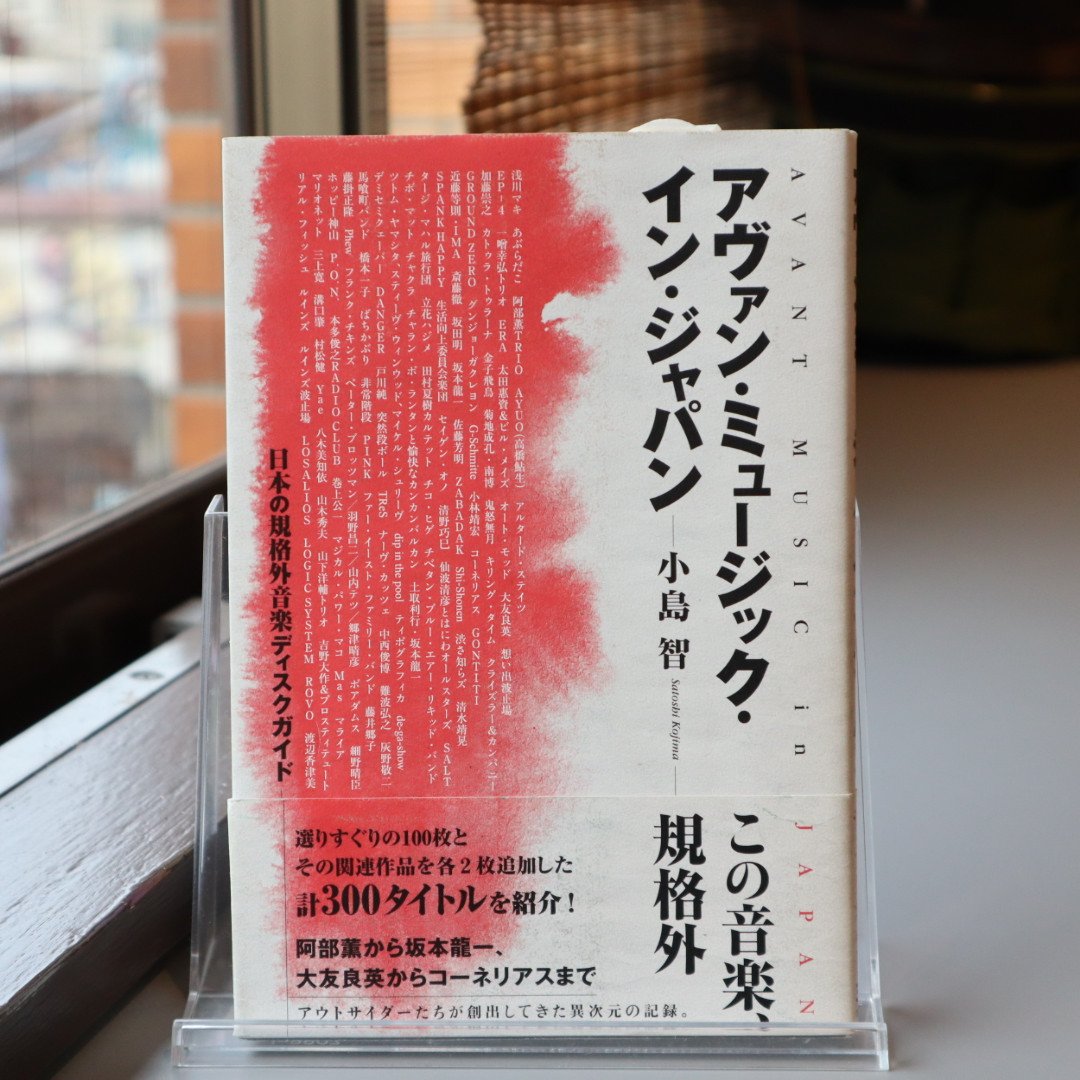 AVANT MUSIC in JAPAN
アヴァン・ミュージック・
イン・ジャパン
小島 智
Satoshi Kojima
浅川マキ あぶらだこ 阿部薫TRIO AYUO(高橋鮎生) アルタード・ステイツ
EP-4 一噌幸弘トリオ ERA 太田惠資&ビル・メイズ オート・モッド 大友良英 想い出波止場
加藤崇之 カトゥラ・トゥラーナ 金子飛鳥 菊地成孔・南博 鬼怒無月 キリング・タイム クライズラー&カンパニー
GROUND ZERO グンジョーガクレヨン G-Schmitt 小林靖宏 コーネリアス GONTITI
近藤等則・IMA 斎藤徹 坂田明 坂本龍一 佐藤芳明 ZABADAK Shi-Shonen 渋さ知らズ 清水靖晃
SPANK HAPPY 生活向上委員会楽団 セイゲン・オノ 清野巧巳 仙波清彦とはにわオールスターズ SALT
タージ・マハル旅行団 立花ハジメ 田村夏樹カルテット チコ・ヒゲ チベタン・ブルー・エアー・リキッド・バンド
チボ・マット チャクラ チャラン・ポ・ランタンと愉快なカンカンバルカン 土取利行・坂本龍一
ツトム・ヤマシタ、スティーヴ・ウィンウッド、マイケル・シュリーヴ dip in the pool ティポグラフィカ de-ga-show
デミセミクェーバー DANGER 戸川純 突然段ボール TReS ナーヴ・カッツェ 中西俊博 難波弘之 灰野敬二
馬喰町バンド 橋本一子 ばちかぶり 非常階段 PINK ファー・イースト・ファミリー・バンド 藤井郷子
藤掛正隆 Phew フランク・チキンズ ペーター・ブロッツマン、羽野昌二/山内テツ/郷津晴彦 ボアダムス 細野晴臣
ホッピー神山 P.O.N. 本多俊之RADIO CLUB 巻上公一 マジカル・パワー・マコ Mas マライア
マリオネット 三上寛 溝口肇 村松健 Yae 八木美知依 山木秀夫 山下洋輔トリオ 吉野大作&プロスティテュート
リアル・フィッシュ ルインズ ルインズ波止場 LOSALIOS LOGIC SYSTEM ROVO 渡辺香津美
日本の規格外音楽ディスクガイド
この音楽、
規格外
選りすぐりの100枚と
その関連作品を各2枚追加した
計300タイトルを紹介!
阿部薫から坂本龍一、
大友良英からコーネリアスまで
アウトサイダーたちが創出してきた異次元の記録。